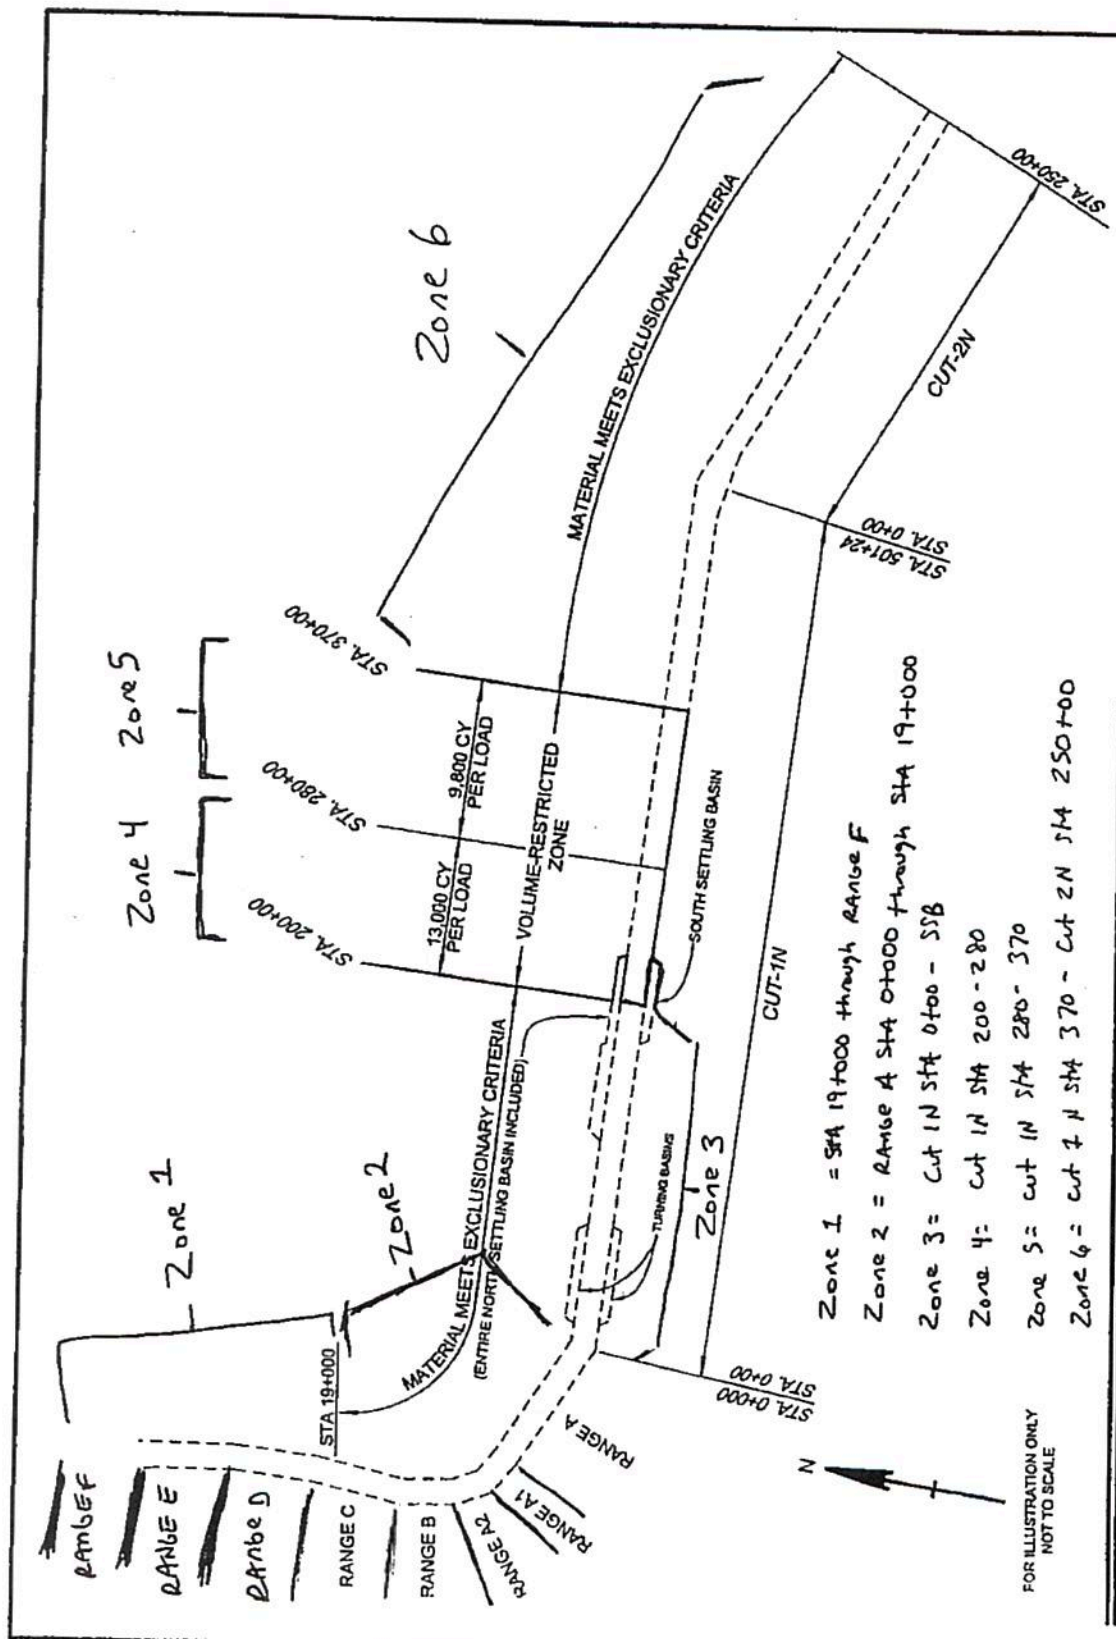 RANGE F
RANGE E
RANGE D
RANGE C
RANGE B
RANGE A2
RANGE A1
RANGE A
Zone 1
Zone 2
STA 19+000
MATERIAL MEETS EXCLUSIONARY CRITERIA
(ENTIRE NORTH SETTLING BASIN INCLUDED)
Zone 4
Zone 5
STA. 200+00
STA. 280+00
STA. 370+00
13,000 CY
PER LOAD
9,800 CY
PER LOAD
VOLUME-RESTRICTED
ZONE
Zone 6
MATERIAL MEETS EXCLUSIONARY CRITERIA
TURNING BASINS
Zone 3
SOUTH SETTLING BASIN
CUT-1N
CUT-2N
STA. 0+000
STA. 0+00
STA. 501+24
STA. 0+00
STA. 250+00
N
FOR ILLUSTRATION ONLY
NOT TO SCALE
Zone 1 = STA 19+000 through RANGE F
Zone 2 = RANGE A STA 0+000 through STA 19+000
Zone 3 = Cut 1N STA 0+00 - SSB
Zone 4 = Cut 1N STA 200-280
Zone 5 = Cut 1N STA 280-370
Zone 6 = Cut 1 N STA 370 - Cut 2N STA 250+00